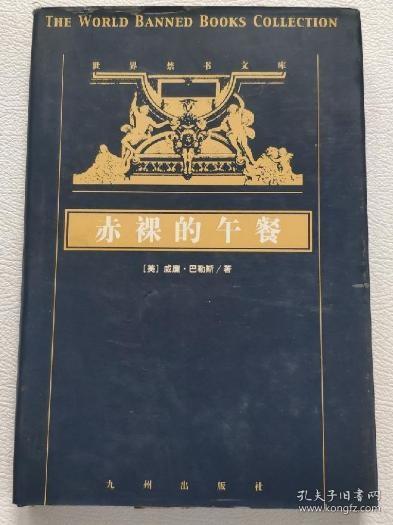 THE WORLD BANNED BOOKS COLLECTION
世界禁书文库
赤裸的午餐
[美] 威廉·巴勒斯/著
九州出版社
孔夫子旧书网
www.kongfz.com